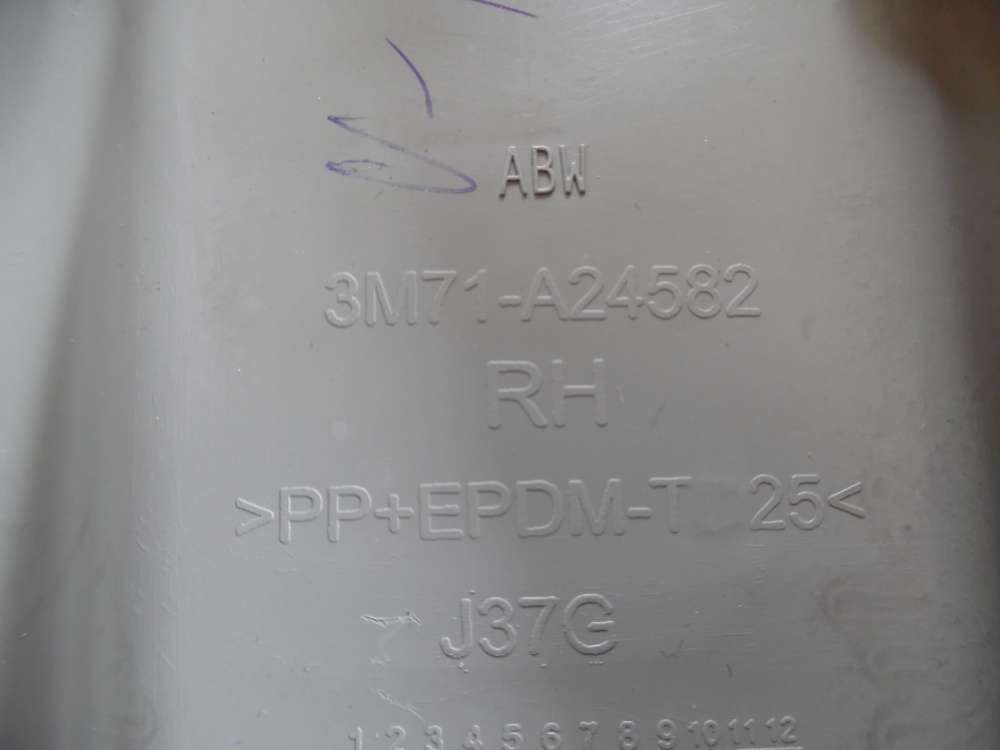 ABW
3M71-A24582
RH
>PP+EPDM-T 25<
J37G
1 2 3 4 5 6 7 8 9 10 11 12